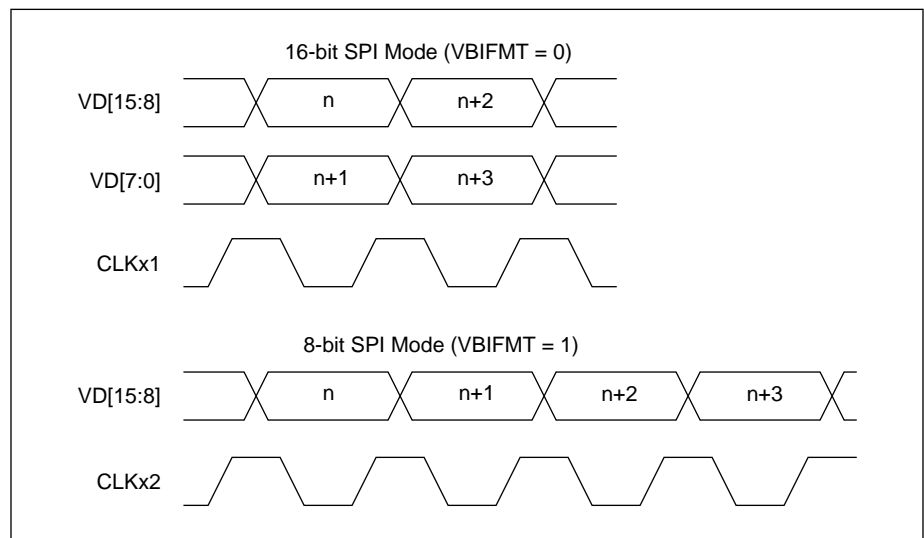 16-bit SPI Mode (VBIFMT = 0)
VD[15:8] n n+2
VD[7:0] n+1 n+3
CLKx1
8-bit SPI Mode (VBIFMT = 1)
VD[15:8] n n+1 n+2 n+3
CLKx2